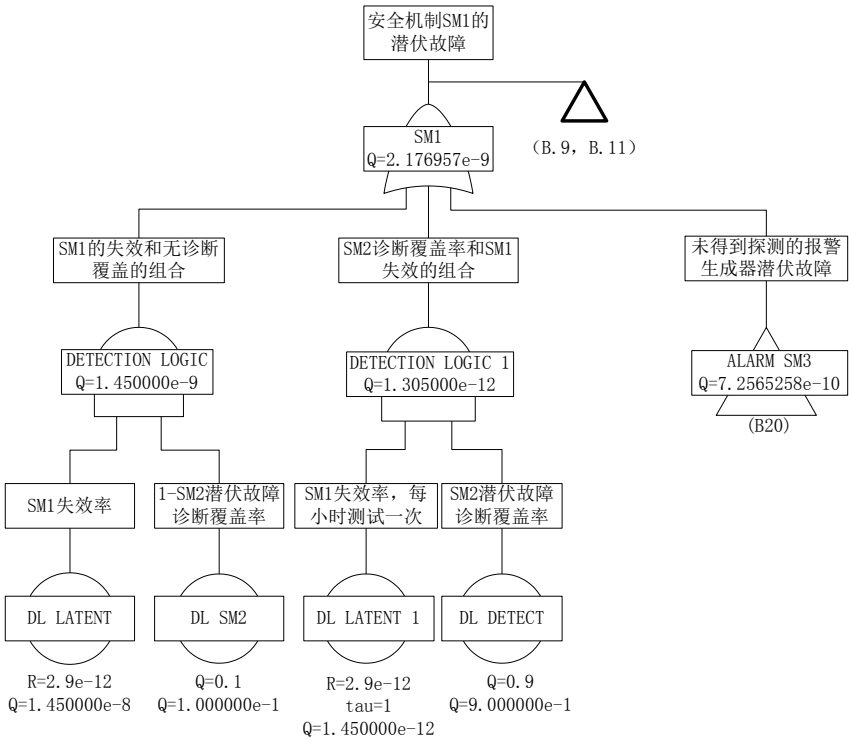 安全机制SM1的
潜伏故障
SM1
Q=2.176957e-9
(B.9, B.11)
SM1的失效和无诊断
覆盖的组合
SM2诊断覆盖率和SM1
失效的组合
未得到探测的报警
生成器潜伏故障
DETECTION LOGIC
Q=1.450000e-9
DETECTION LOGIC 1
Q=1.305000e-12
ALARM SM3
Q=7.2565258e-10
(B20)
SM1失效率
1-SM2潜伏故障
诊断覆盖率
SM1失效率，每
小时测试一次
SM2潜伏故障
诊断覆盖率
DL LATENT
DL SM2
DL LATENT 1
DL DETECT
R=2.9e-12
Q=1.450000e-8
Q=0.1
Q=1.000000e-1
R=2.9e-12
tau=1
Q=1.450000e-12
Q=0.9
Q=9.000000e-1